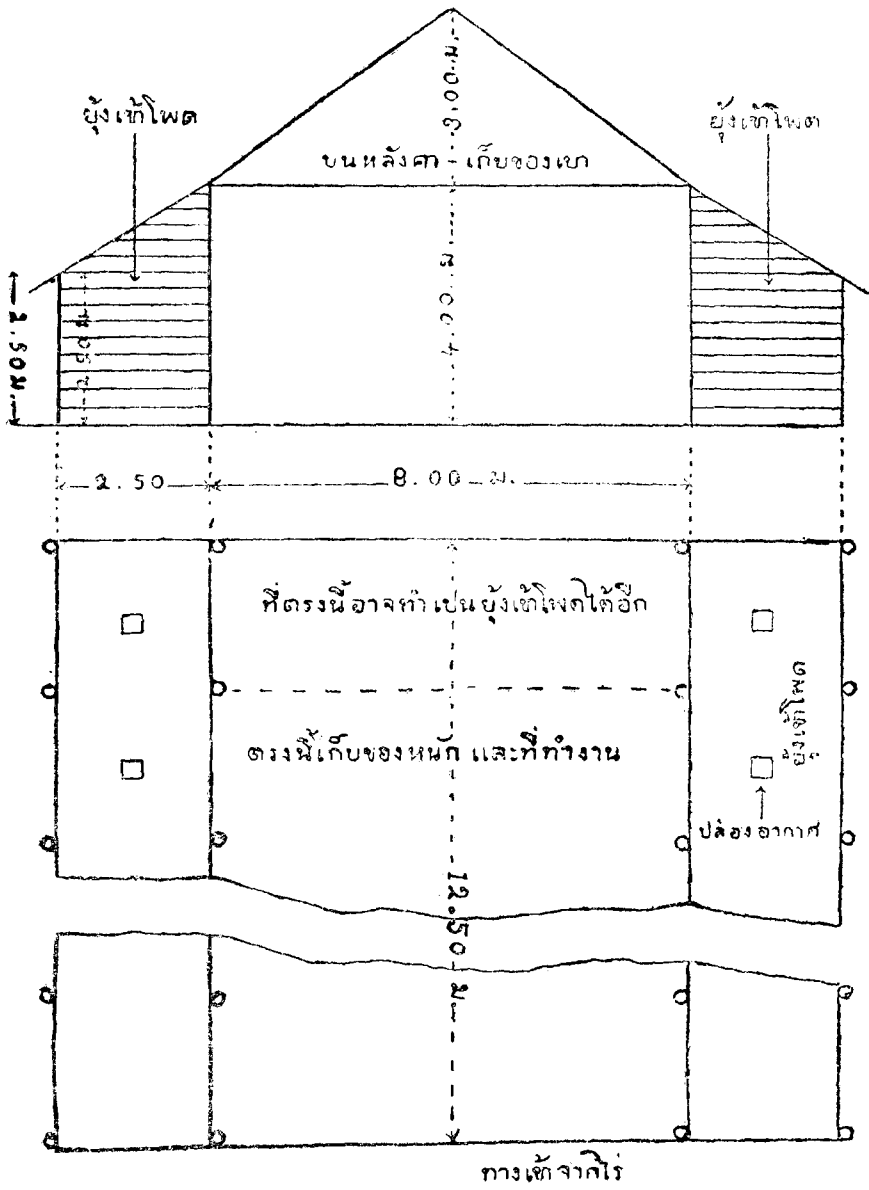 ยุ้งเข้าโพด
ยุ้งเข้าโพด
3.00 ม.
บนหลังคา - เก็บของเบา
4.00 ม.
2.50 ม.
2.50 ม.
2.50
8.00 ม.
ที่ตรงนี้อาจทำเป็นยุ้งเข้าโพดได้อีก
ยุ้งเข้าโพด
ตรงนี้เก็บของหนัก และที่ทำงาน
ปล่องอากาศ
12.50 ม.
ทางเข้าจากไร่